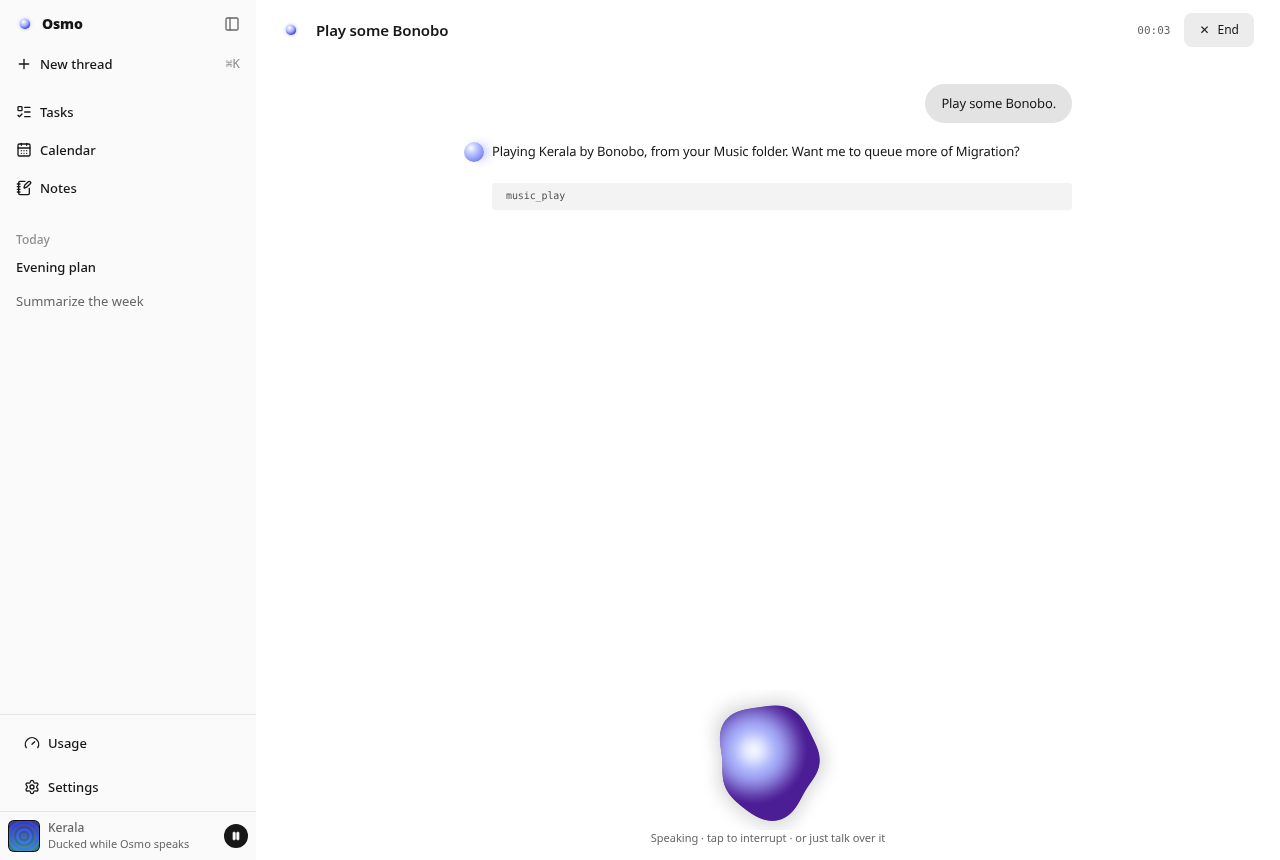 Osmo
New thread ⌘K
Tasks
Calendar
Notes
Today
Evening plan
Summarize the week
Usage
Settings
Kerala
Ducked while Osmo speaks
Play some Bonobo
00:03
End
Play some Bonobo.
Playing Kerala by Bonobo, from your Music folder. Want me to queue more of Migration?
music_play
Speaking · tap to interrupt · or just talk over it